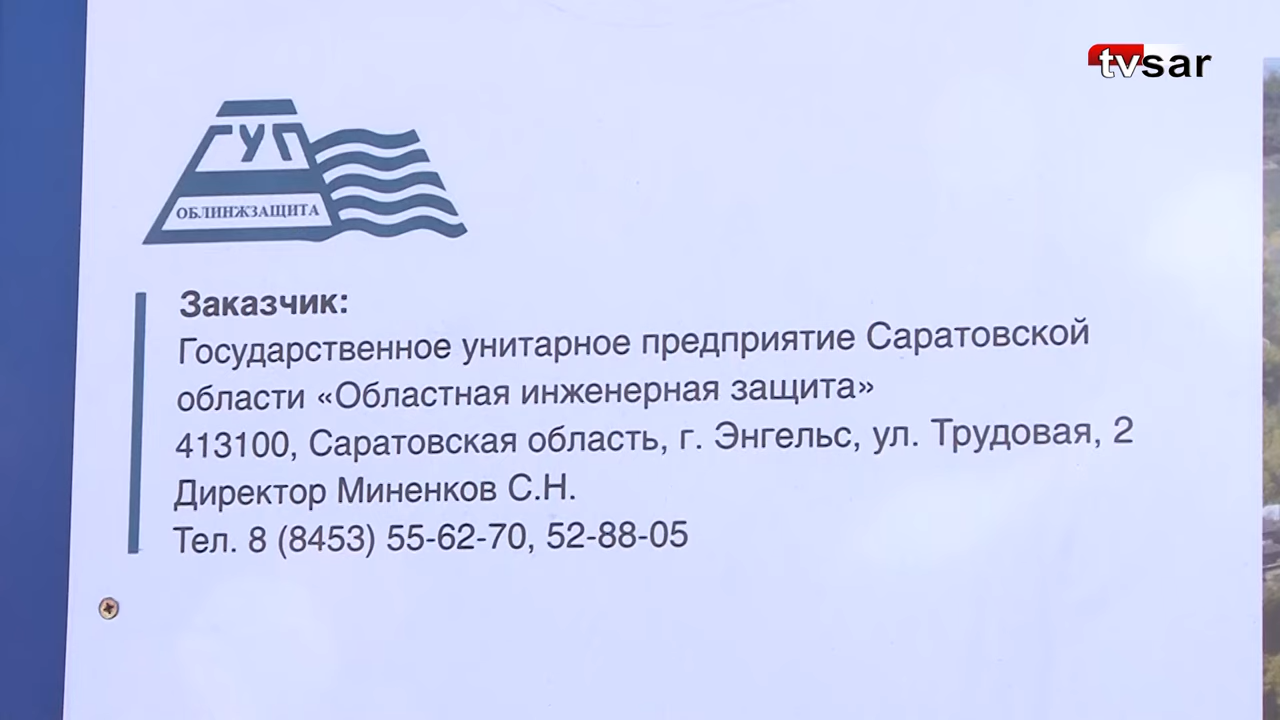 tvsar
ГУП
ОБЛИНЖЗАЩИТА
Заказчик:
Государственное унитарное предприятие Саратовской
области «Областная инженерная защита»
413100, Саратовская область, г. Энгельс, ул. Трудовая, 2
Директор Миненков С.Н.
Тел. 8 (8453) 55-62-70, 52-88-05